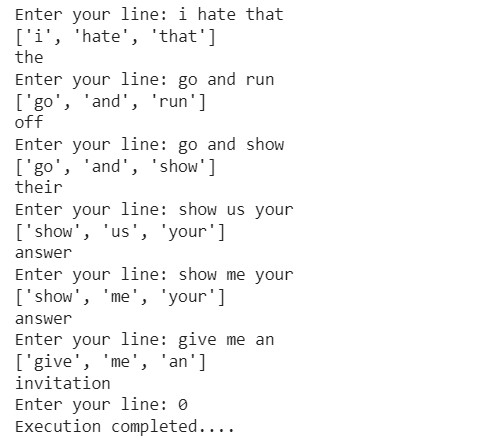 Enter your line: i hate that
['i', 'hate', 'that']
the
Enter your line: go and run
['go', 'and', 'run']
off
Enter your line: go and show
['go', 'and', 'show']
their
Enter your line: show us your
['show', 'us', 'your']
answer
Enter your line: show me your
['show', 'me', 'your']
answer
Enter your line: give me an
['give', 'me', 'an']
invitation
Enter your line: 0
Execution completed....